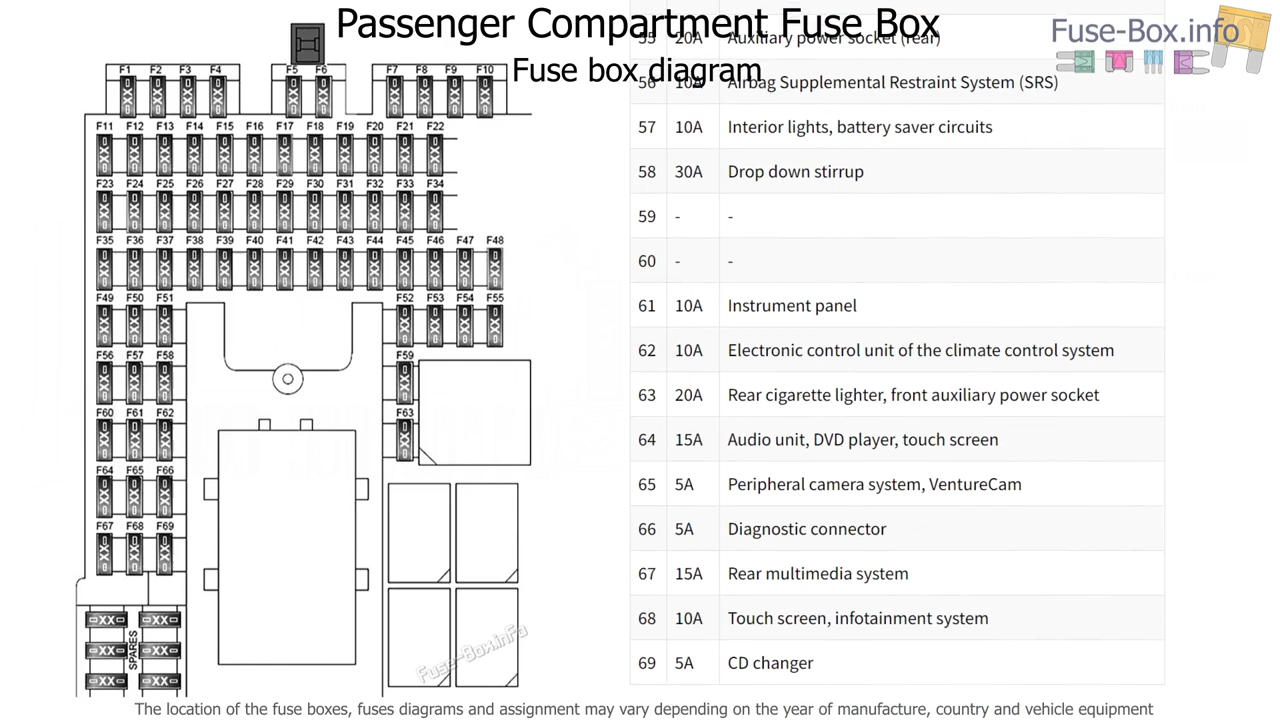 Passenger Compartment Fuse Box
Fuse box diagram
Fuse-Box.info
F1 F2 F3 F4 F5 F6 F7 F8 F9 F10
F11 F12 F13 F14 F15 F16 F17 F18 F19 F20 F21 F22
F23 F24 F25 F26 F27 F28 F29 F30 F31 F32 F33 F34
F35 F36 F37 F38 F39 F40 F41 F42 F43 F44 F45 F46 F47 F48
F49 F50 F51 F52 F53 F54 F55
F56 F57 F58 F59
F60 F61 F62 F63
F64 F65 F66
F67 F68 F69
SPARES
Fuse-Box.info
55 20A Auxiliary power socket (rear)
56 10A Airbag Supplemental Restraint System (SRS)
57 10A Interior lights, battery saver circuits
58 30A Drop down stirrup
59 - -
60 - -
61 10A Instrument panel
62 10A Electronic control unit of the climate control system
63 20A Rear cigarette lighter, front auxiliary power socket
64 15A Audio unit, DVD player, touch screen
65 5A Peripheral camera system, VentureCam
66 5A Diagnostic connector
67 15A Rear multimedia system
68 10A Touch screen, infotainment system
69 5A CD changer
The location of the fuse boxes, fuses diagrams and assignment may vary depending on the year of manufacture, country and vehicle equipment